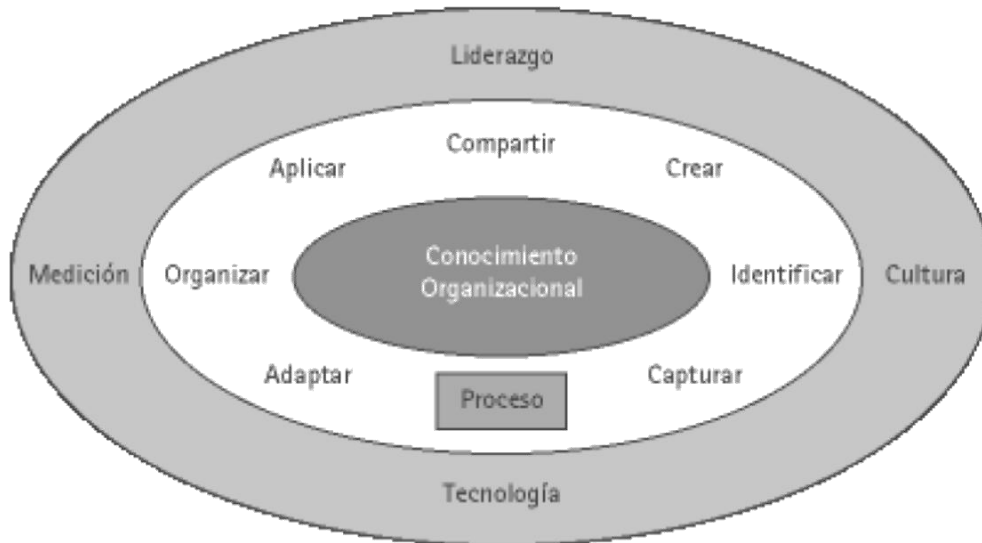 Liderazgo
Compartir
Aplicar
Crear
Conocimiento
Organizacional
Medición
Organizar
Identificar
Cultura
Adaptar
Capturar
Proceso
Tecnología